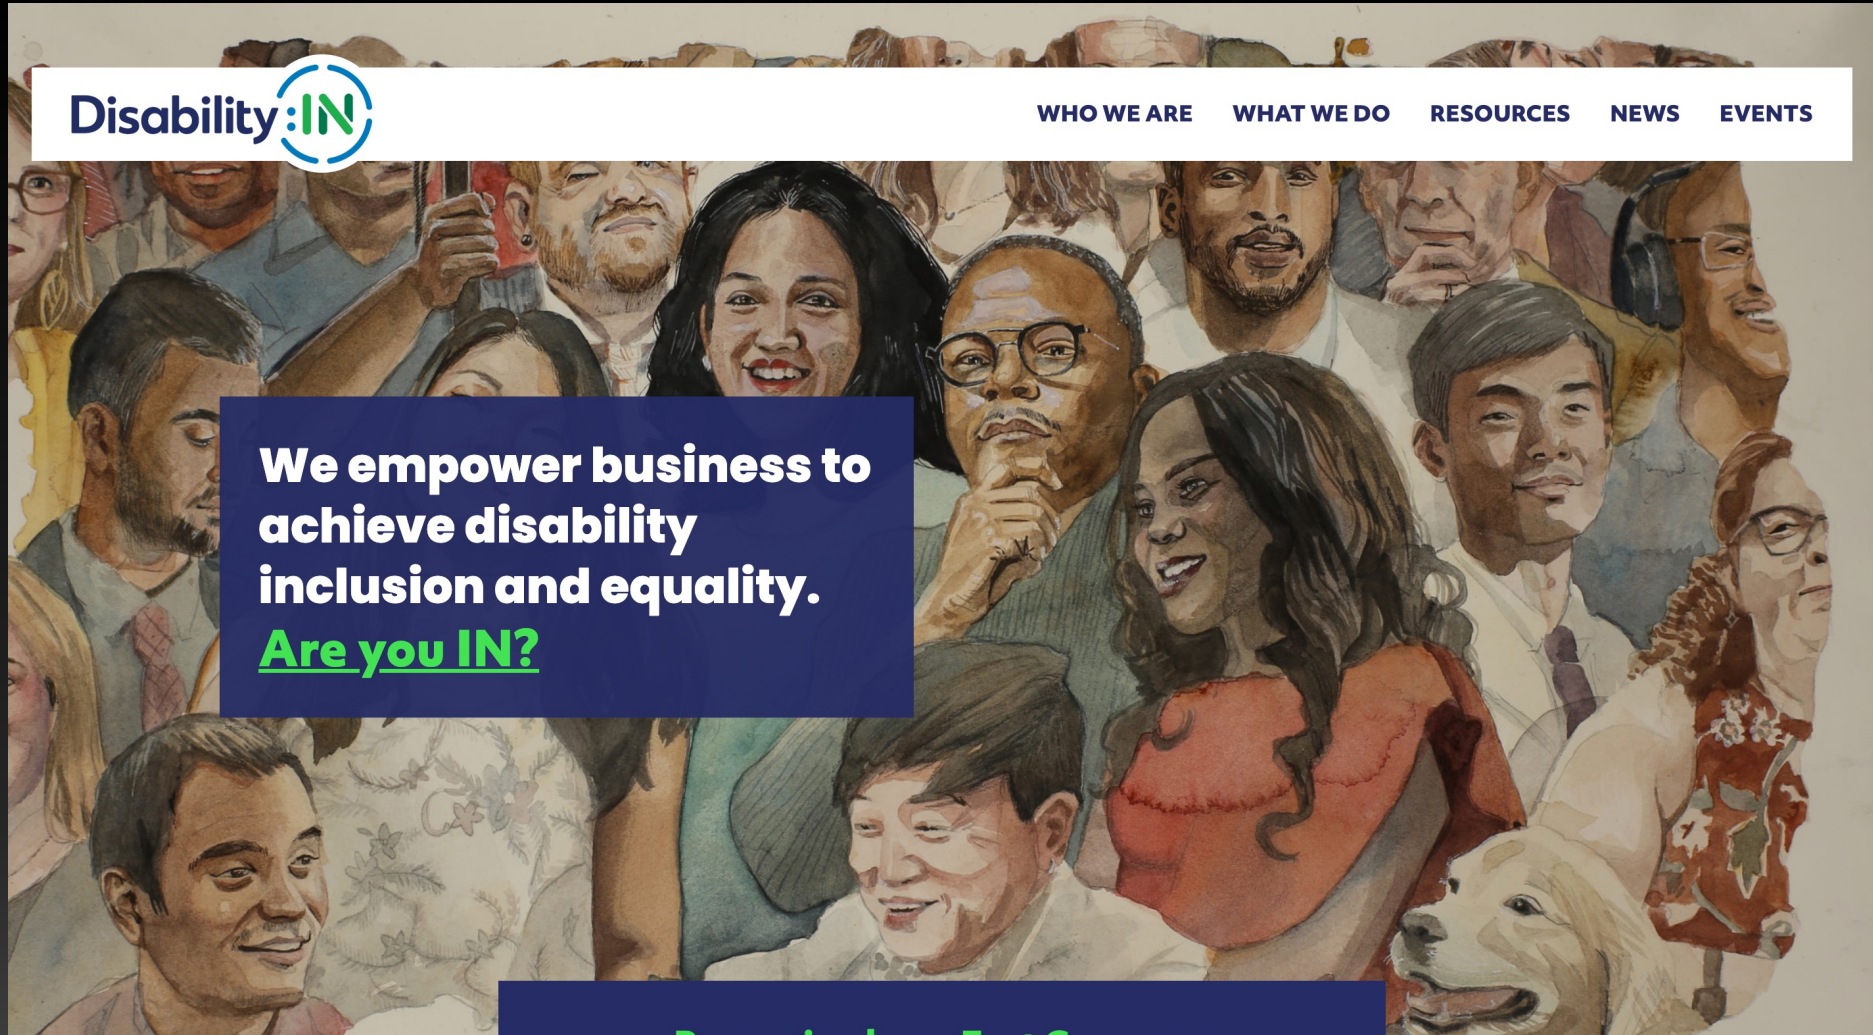 Disability:IN
WHO WE ARE WHAT WE DO RESOURCES NEWS EVENTS
We empower business to
achieve disability
inclusion and equality.
Are you IN?